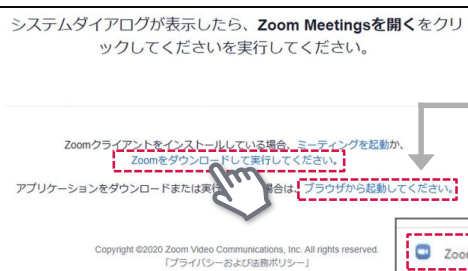 システムダイアログが表示したら、Zoom Meetingsを開くをクリ
ックしてくださいを実行してください。
Zoomクライアントをインストールしている場合、ミーティングを起動か、
Zoomをダウンロードして実行してください。
アプリケーションをダウンロードまたは実行 場合は、ブラウザから起動してください。
Copyright ©2020 Zoom Video Communications, Inc. All rights reserved.
「プライバシーおよび法務ポリシー」
Zoom